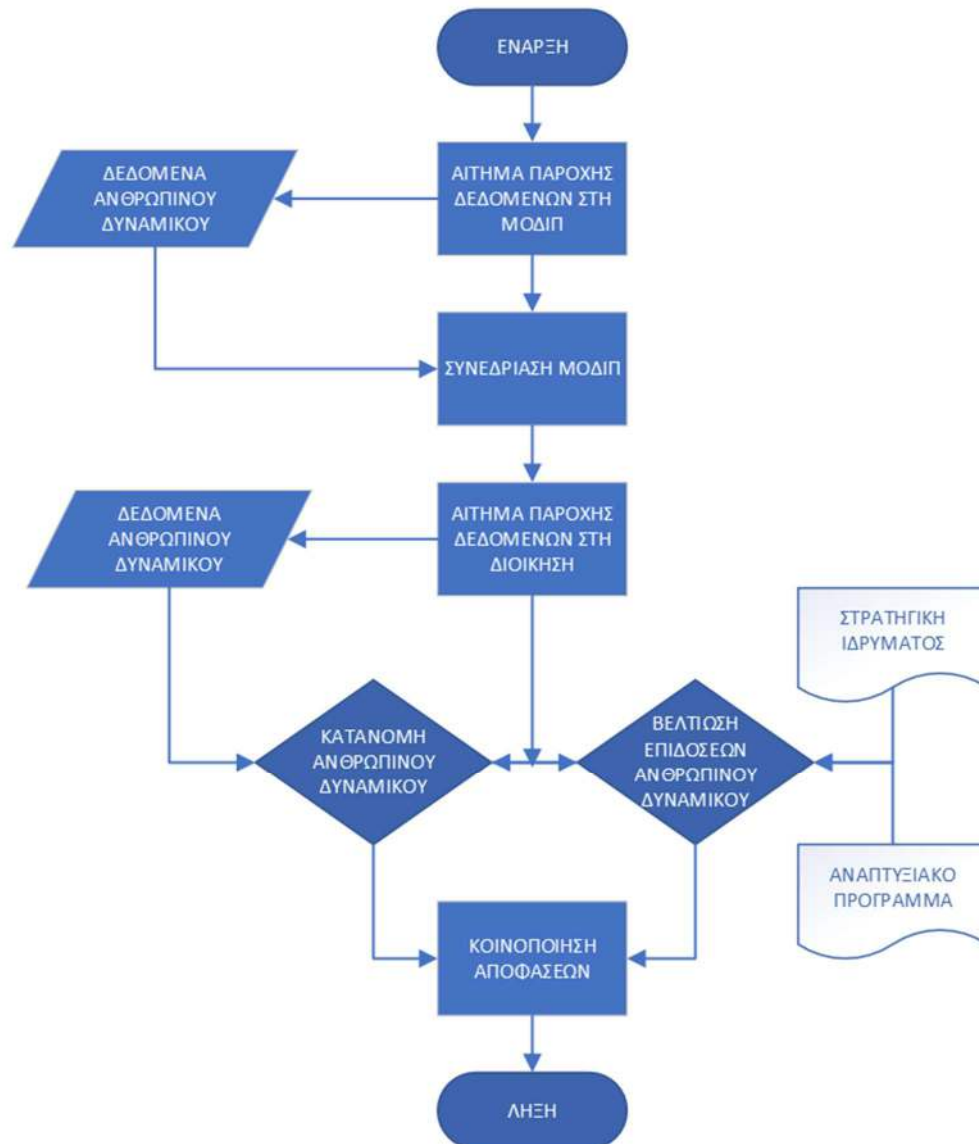 ΕΝΑΡΞΗ
ΑΙΤΗΜΑ ΠΑΡΟΧΗΣ
ΔΕΔΟΜΕΝΩΝ ΣΤΗ
ΜΟΔΙΠ
ΔΕΔΟΜΕΝΑ
ΑΝΘΡΩΠΙΝΟΥ
ΔΥΝΑΜΙΚΟΥ
ΣΥΝΕΔΡΙΑΣΗ ΜΟΔΙΠ
ΑΙΤΗΜΑ ΠΑΡΟΧΗΣ
ΔΕΔΟΜΕΝΩΝ ΣΤΗ
ΔΙΟΙΚΗΣΗ
ΔΕΔΟΜΕΝΑ
ΑΝΘΡΩΠΙΝΟΥ
ΔΥΝΑΜΙΚΟΥ
ΣΤΡΑΤΗΓΙΚΗ
ΙΔΡΥΜΑΤΟΣ
ΚΑΤΑΝΟΜΗ
ΑΝΘΡΩΠΙΝΟΥ
ΔΥΝΑΜΙΚΟΥ
ΒΕΛΤΙΩΣΗ
ΕΠΙΔΟΣΕΩΝ
ΑΝΘΡΩΠΙΝΟΥ
ΔΥΝΑΜΙΚΟΥ
ΑΝΑΠΤΥΞΙΑΚΟ
ΠΡΟΓΡΑΜΜΑ
ΚΟΙΝΟΠΟΙΗΣΗ
ΑΠΟΦΑΣΕΩΝ
ΛΗΞΗ